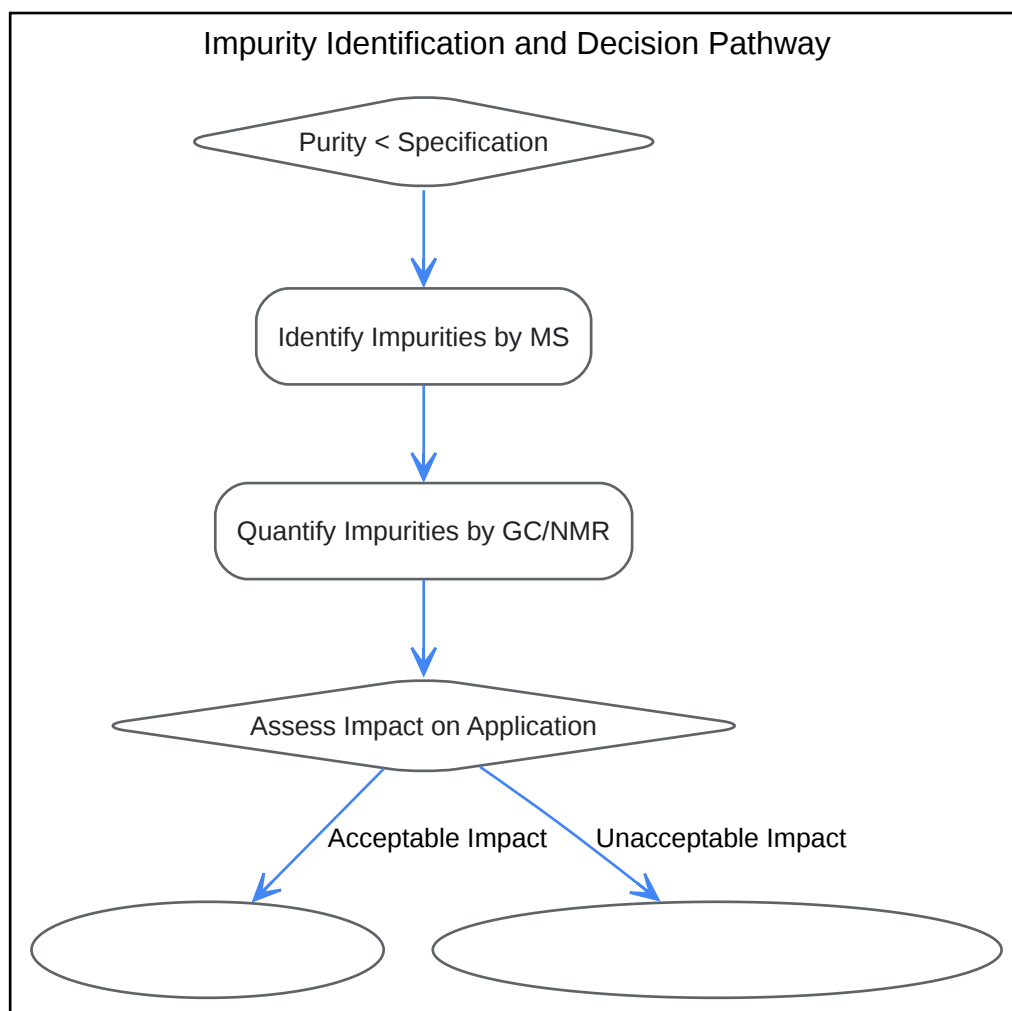 Impurity Identification and Decision Pathway
Purity < Specification
Identify Impurities by MS
Quantify Impurities by GC/NMR
Assess Impact on Application
Acceptable Impact
Unacceptable Impact